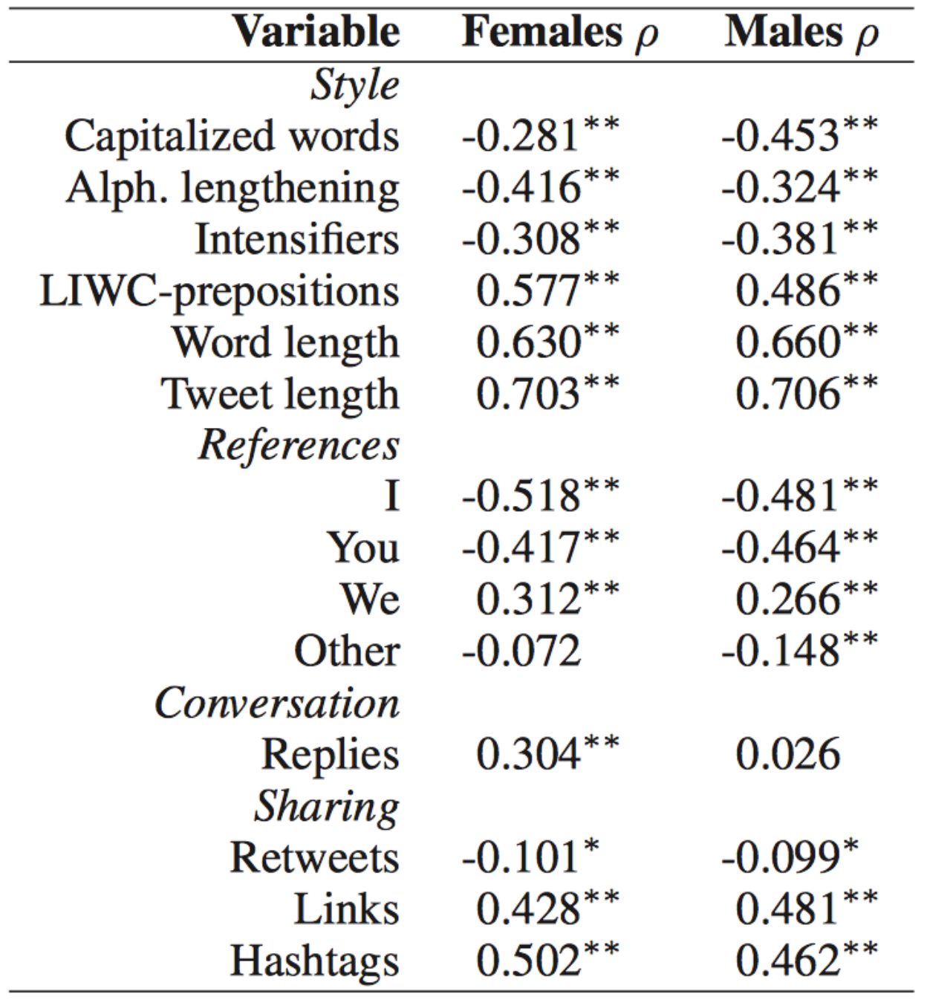 Variable Females ρ Males ρ
Style
Capitalized words -0.281** -0.453**
Alph. lengthening -0.416** -0.324**
Intensifiers -0.308** -0.381**
LIWC-prepositions 0.577** 0.486**
Word length 0.630** 0.660**
Tweet length 0.703** 0.706**
References
I -0.518** -0.481**
You -0.417** -0.464**
We 0.312** 0.266**
Other -0.072 -0.148**
Conversation
Replies 0.304** 0.026
Sharing
Retweets -0.101* -0.099*
Links 0.428** 0.481**
Hashtags 0.502** 0.462**